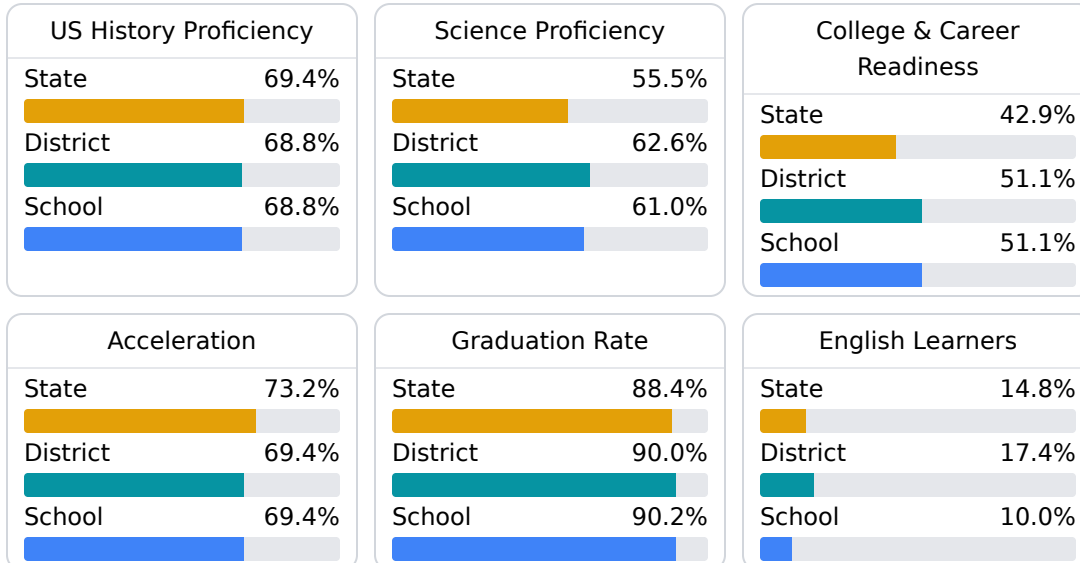 US History Proficiency
State 69.4%
District 68.8%
School 68.8%
Science Proficiency
State 55.5%
District 62.6%
School 61.0%
College & Career
Readiness
State 42.9%
District 51.1%
School 51.1%
Acceleration
State 73.2%
District 69.4%
School 69.4%
Graduation Rate
State 88.4%
District 90.0%
School 90.2%
English Learners
State 14.8%
District 17.4%
School 10.0%